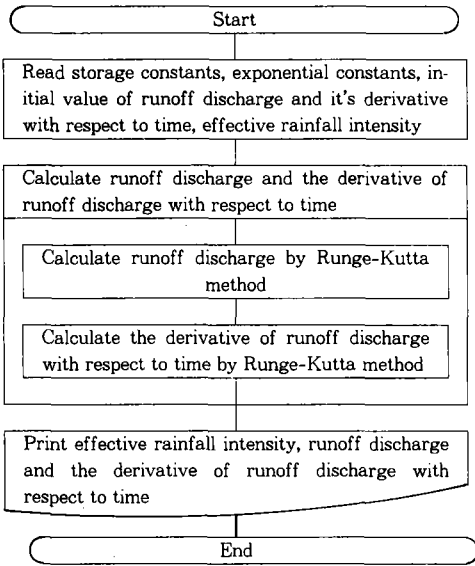 Start
Read storage constants, exponential constants, in-
itial value of runoff discharge and it's derivative
with respect to time, effective rainfall intensity
Calculate runoff discharge and the derivative of
runoff discharge with respect to time
Calculate runoff discharge by Runge-Kutta
method
Calculate the derivative of runoff discharge
with respect to time by Runge-Kutta method
Print effective rainfall intensity, runoff discharge
and the derivative of runoff discharge with
respect to time
End